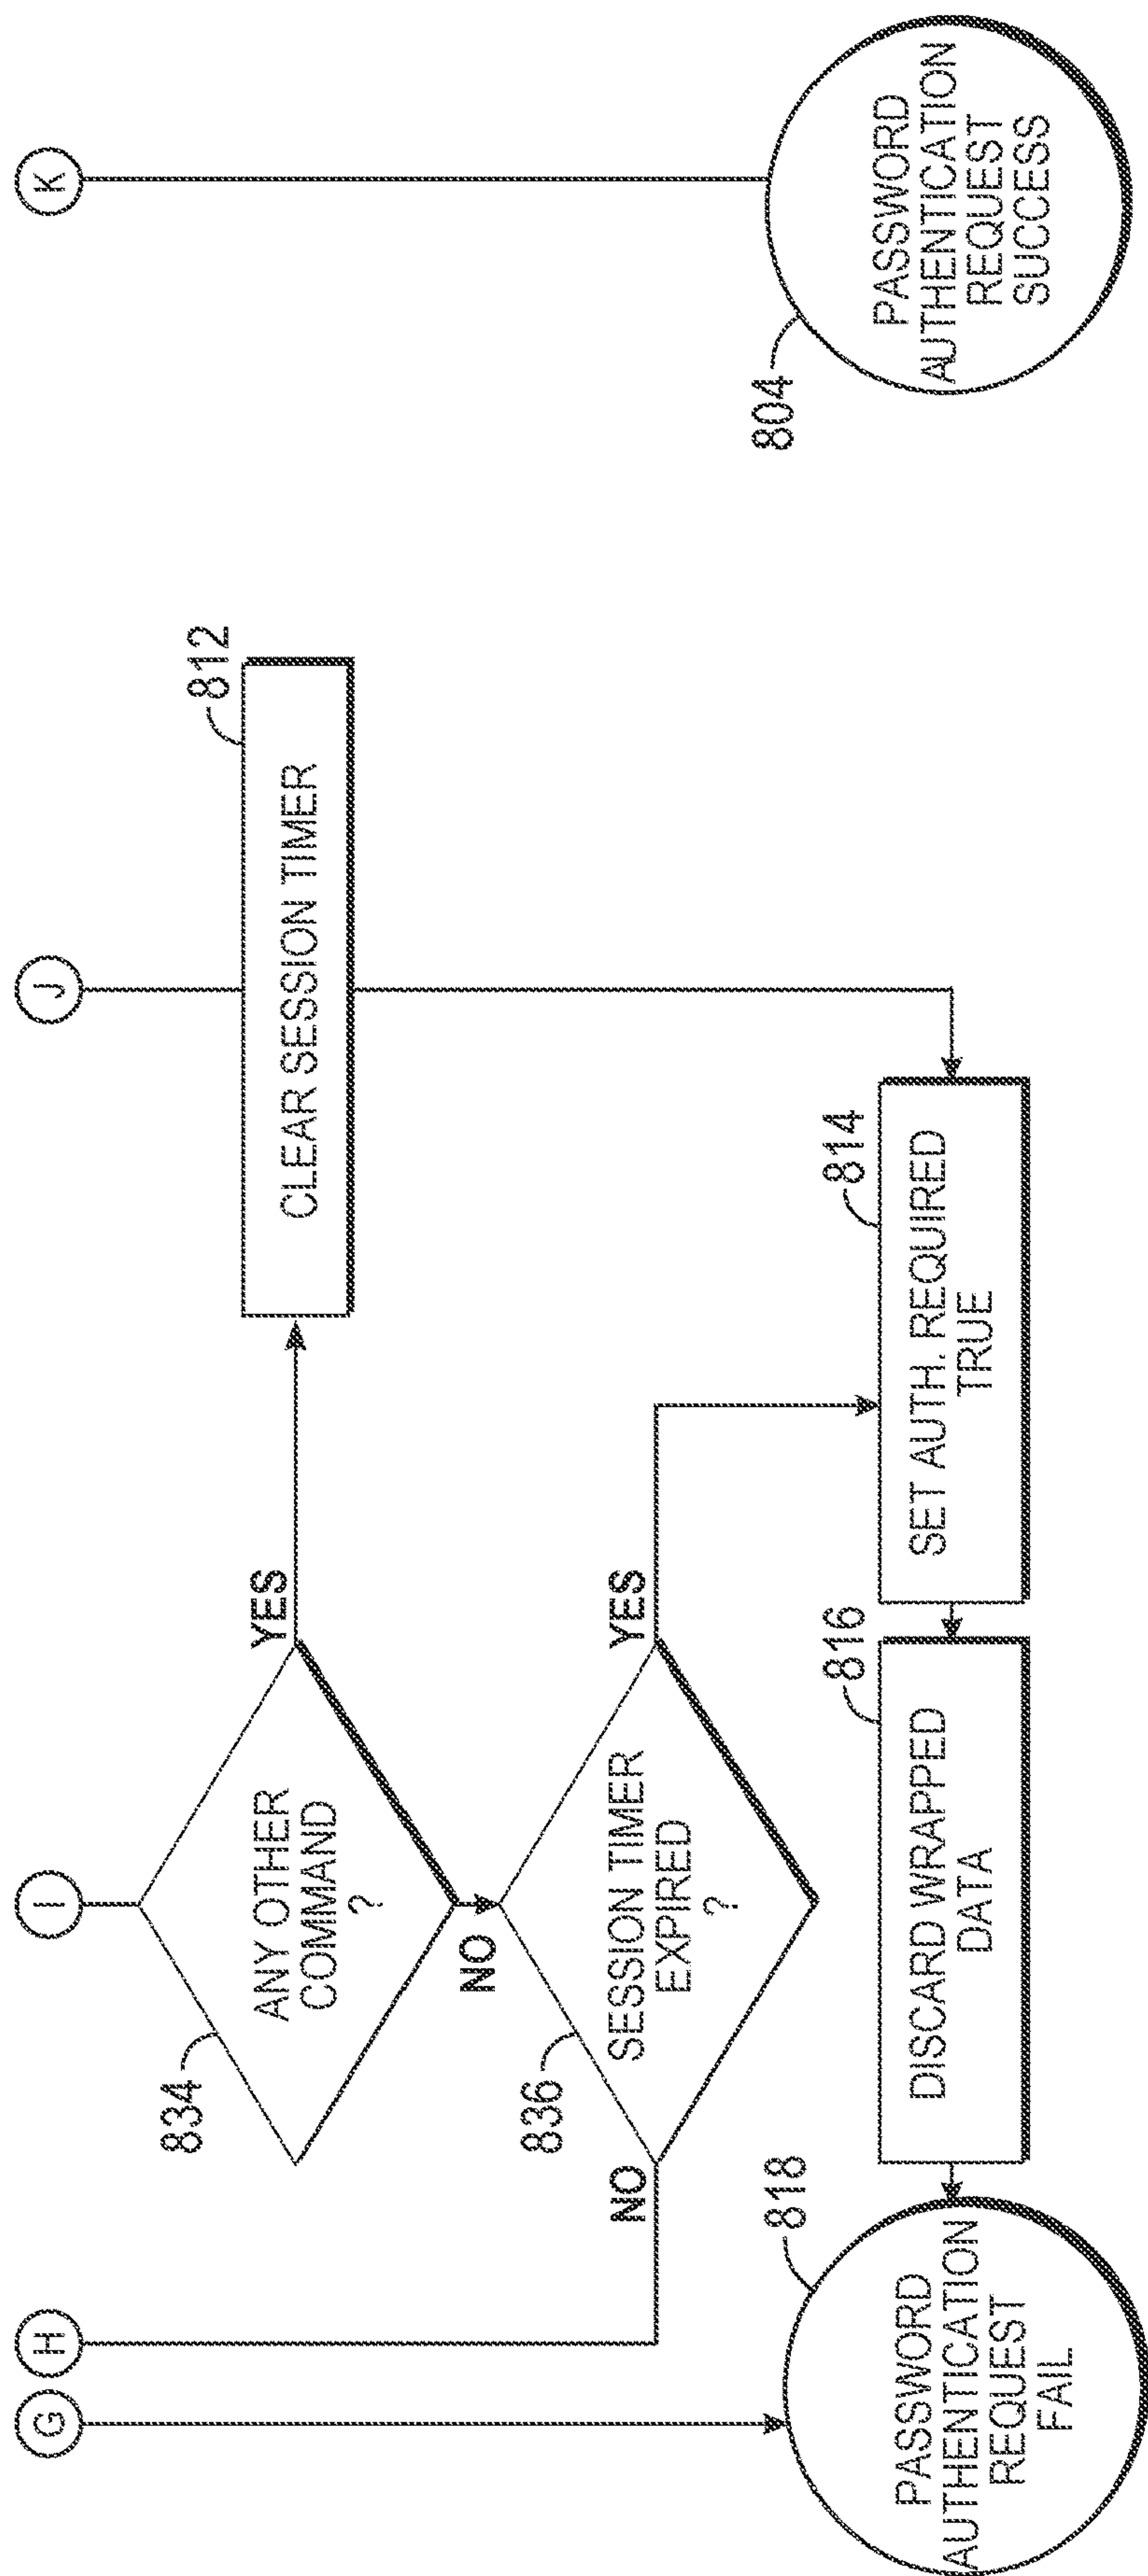 G
H
I
J
K
834
ANY OTHER
COMMAND
?
YES
NO
812
CLEAR SESSION TIMER
836
SESSION TIMER
EXPIRED
?
YES
NO
818
PASSWORD
AUTHENTICATION
REQUEST
FAIL
816
DISCARD WRAPPED
DATA
814
SET AUTH. REQUIRED
TRUE
804
PASSWORD
AUTHENTICATION
REQUEST
SUCCESS